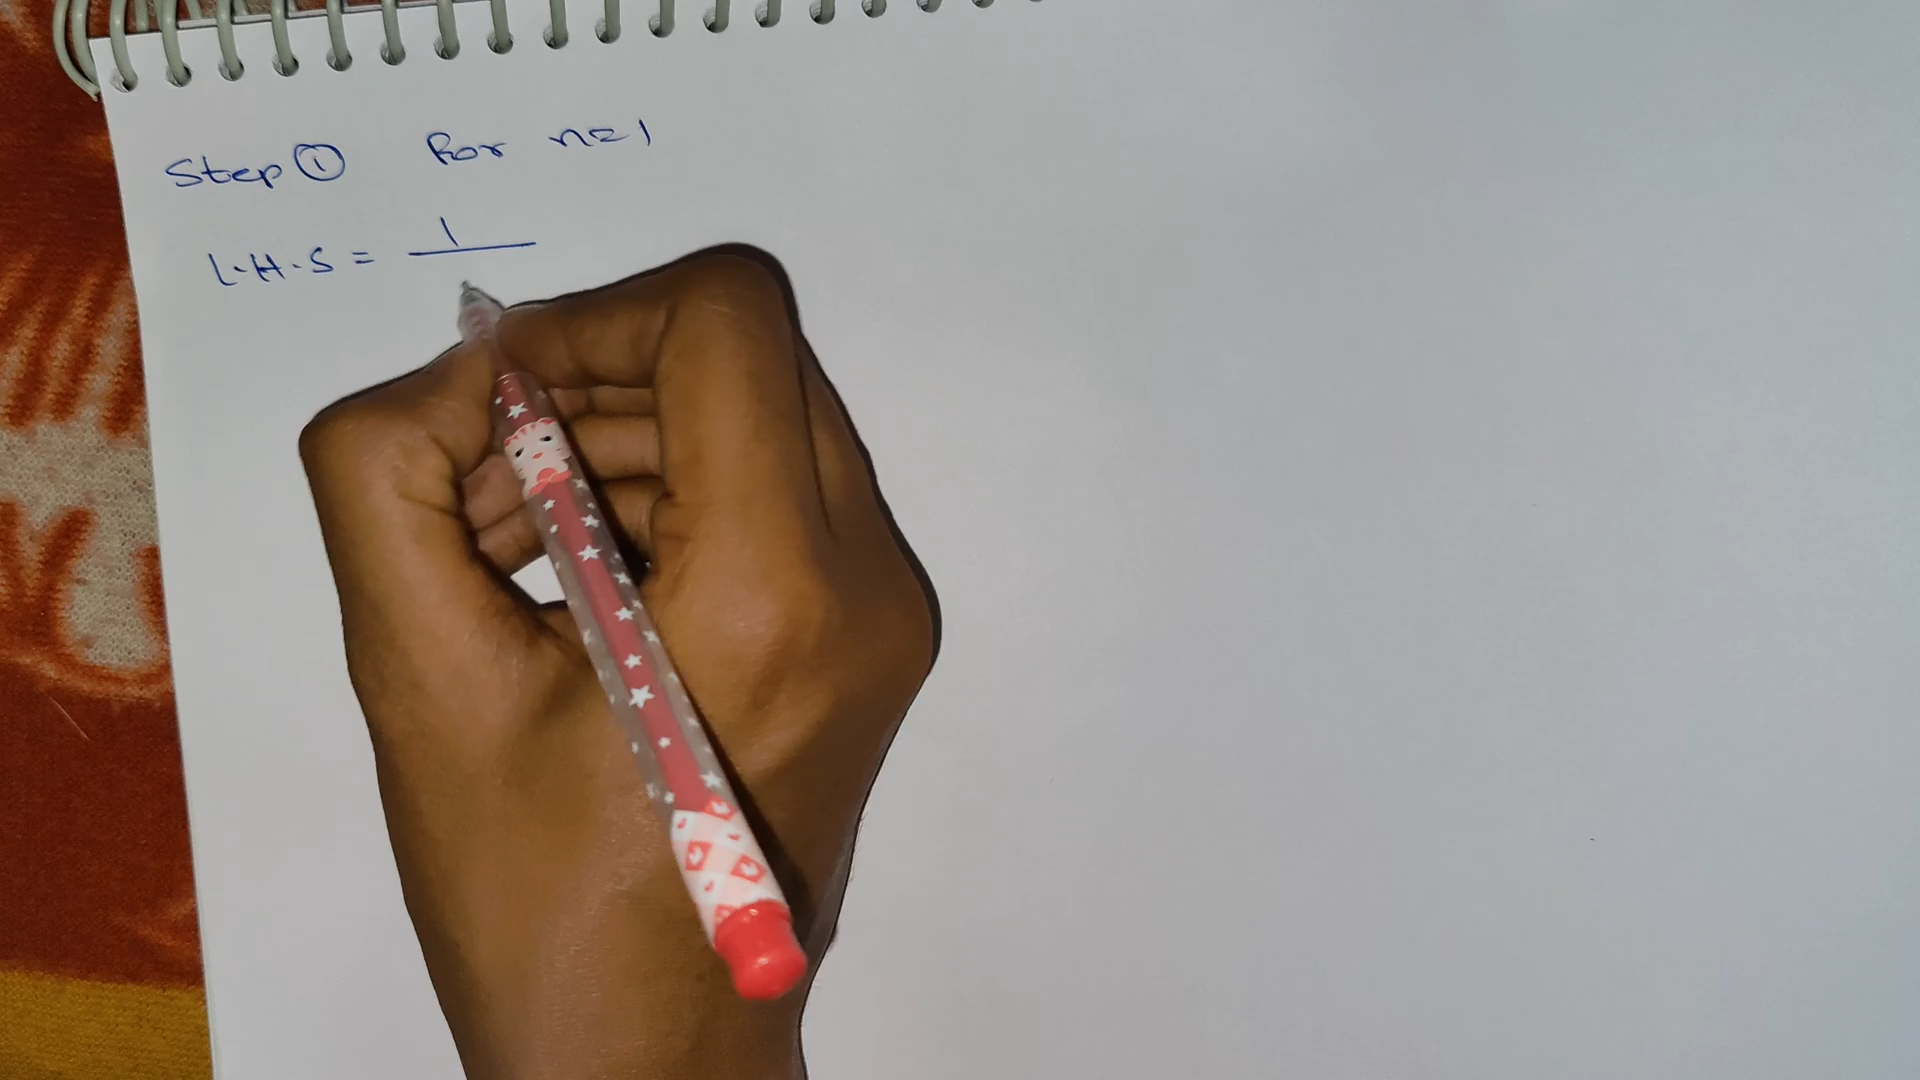 Step ① For n=1
L.H.S = 1/